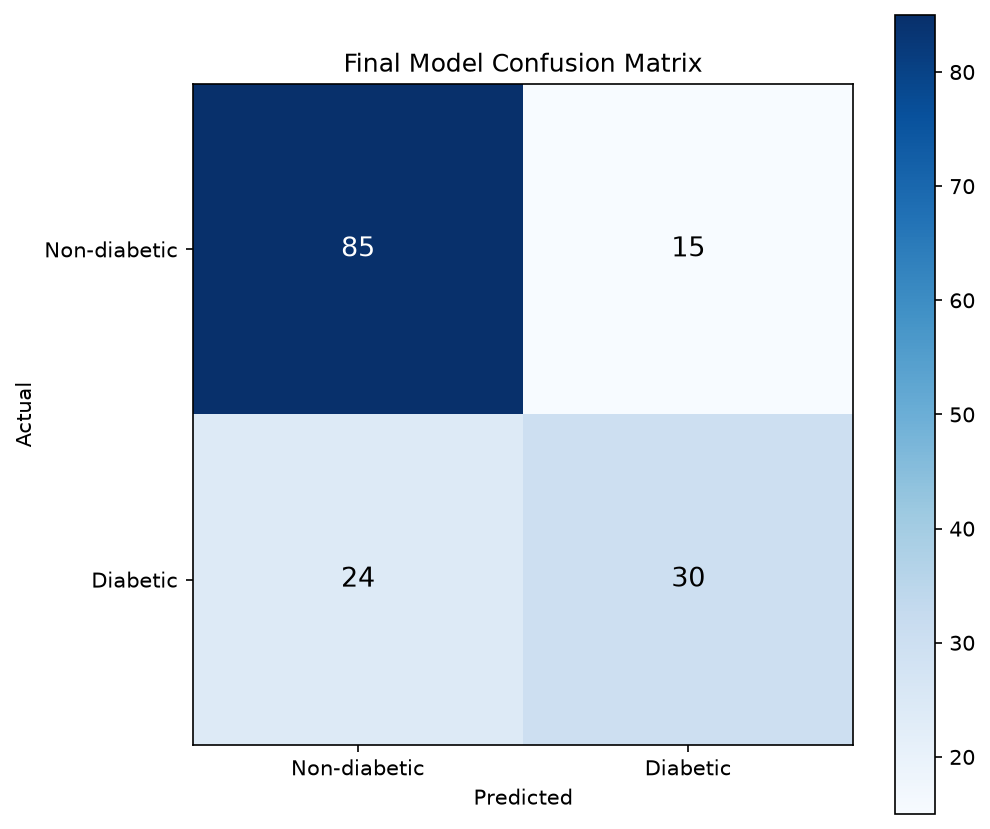 Final Model Confusion Matrix
Actual
Non-diabetic
85
15
Diabetic
24
30
Non-diabetic
Diabetic
Predicted
80
70
60
50
40
30
20